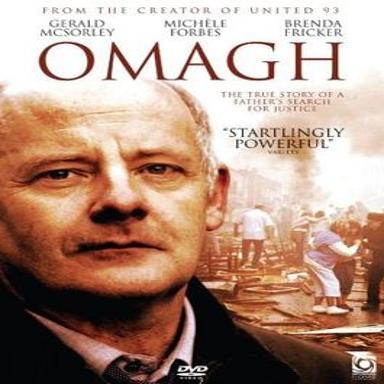 FROM THE CREATOR OF UNITED 93
GERALD MCSORLEY
MICHÈLE FORBES
BRENDA FRICKER
OMAGH
THE TRUE STORY OF A
FATHER'S SEARCH
FOR JUSTICE
"STARTLINGLY
POWERFUL"
VARIETY
DVD
VIDEO